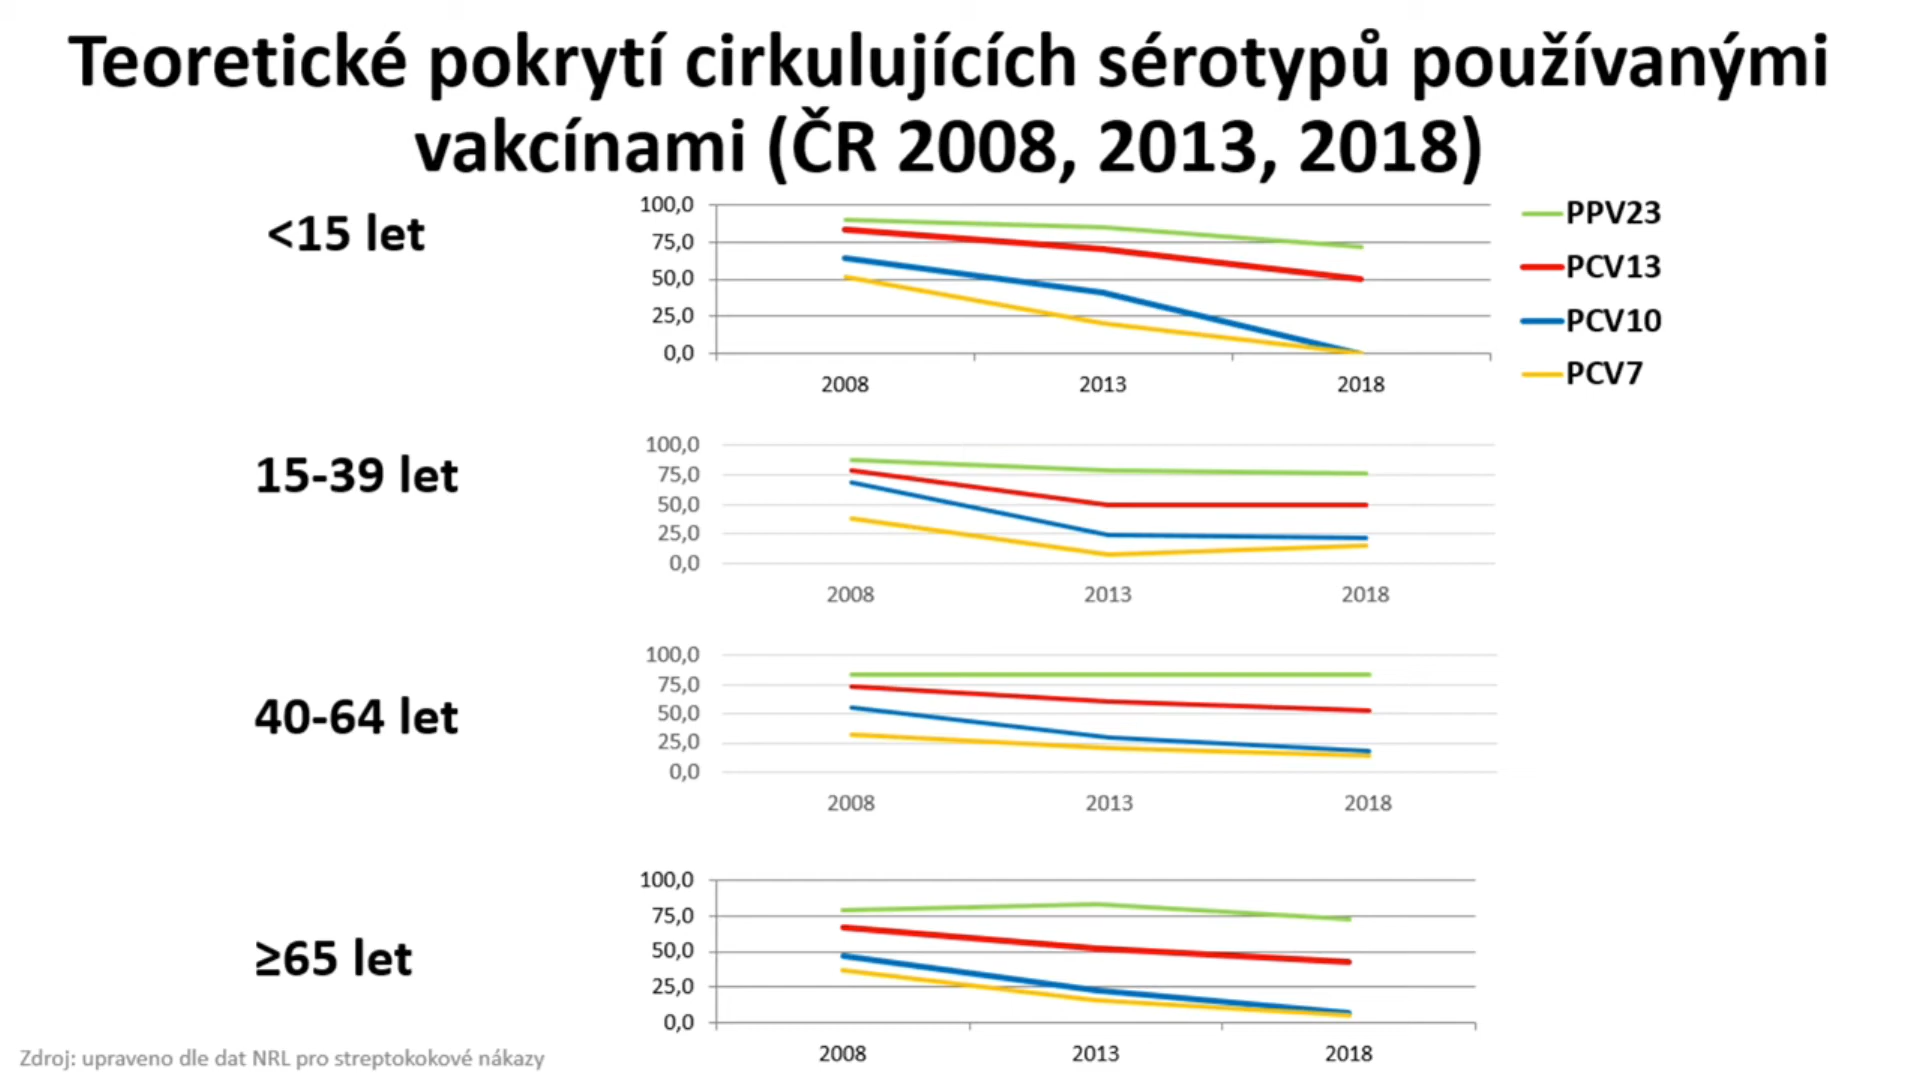 Teoretické pokrytí cirkulujících sérotypů používanými
vakcínami (ČR 2008, 2013, 2018)
<15 let
100,0
75,0
50,0
25,0
0,0
2008 2013 2018
PPV23
PCV13
PCV10
PCV7
15-39 let
100,0
75,0
50,0
25,0
0,0
2008 2013 2018
40-64 let
100,0
75,0
50,0
25,0
0,0
2008 2013 2018
≥65 let
100,0
75,0
50,0
25,0
0,0
2008 2013 2018
Zdroj: upraveno dle dat NRL pro streptokokové nákazy